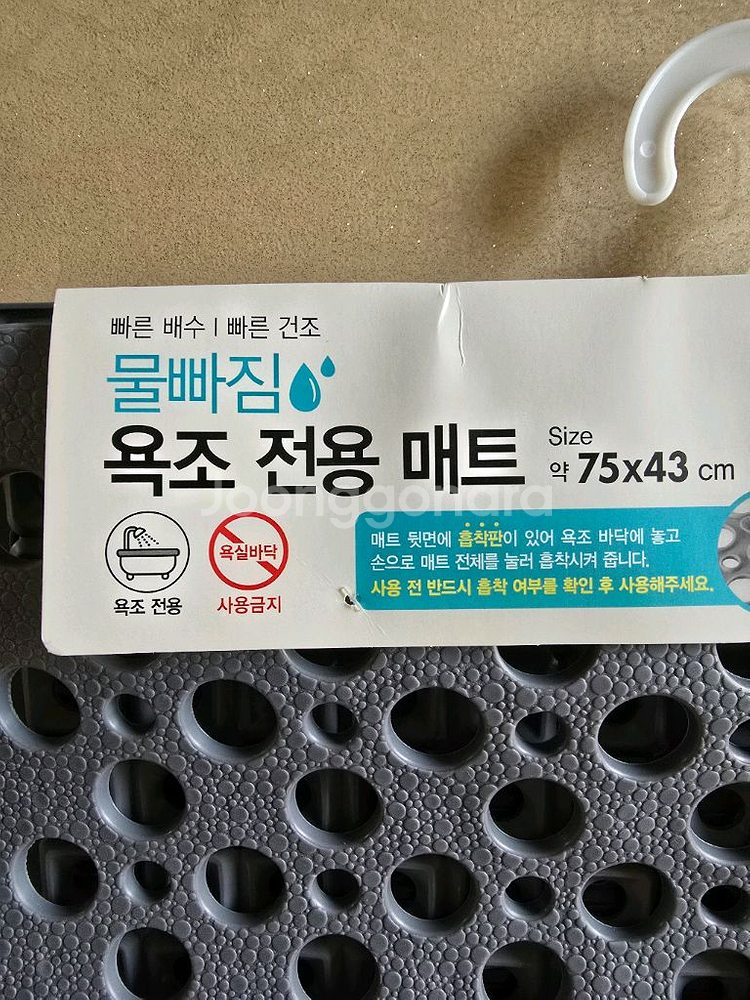 빠른 배수 | 빠른 건조
물빠짐
욕조 전용 매트
Size
약 75x43 cm
Joonggonara
욕실바닥
욕조 전용
사용금지
매트 뒷면에 흡착판이 있어 욕조 바닥에 놓고
손으로 매트 전체를 눌러 흡착시켜 줍니다.
사용 전 반드시 흡착 여부를 확인 후 사용해주세요.